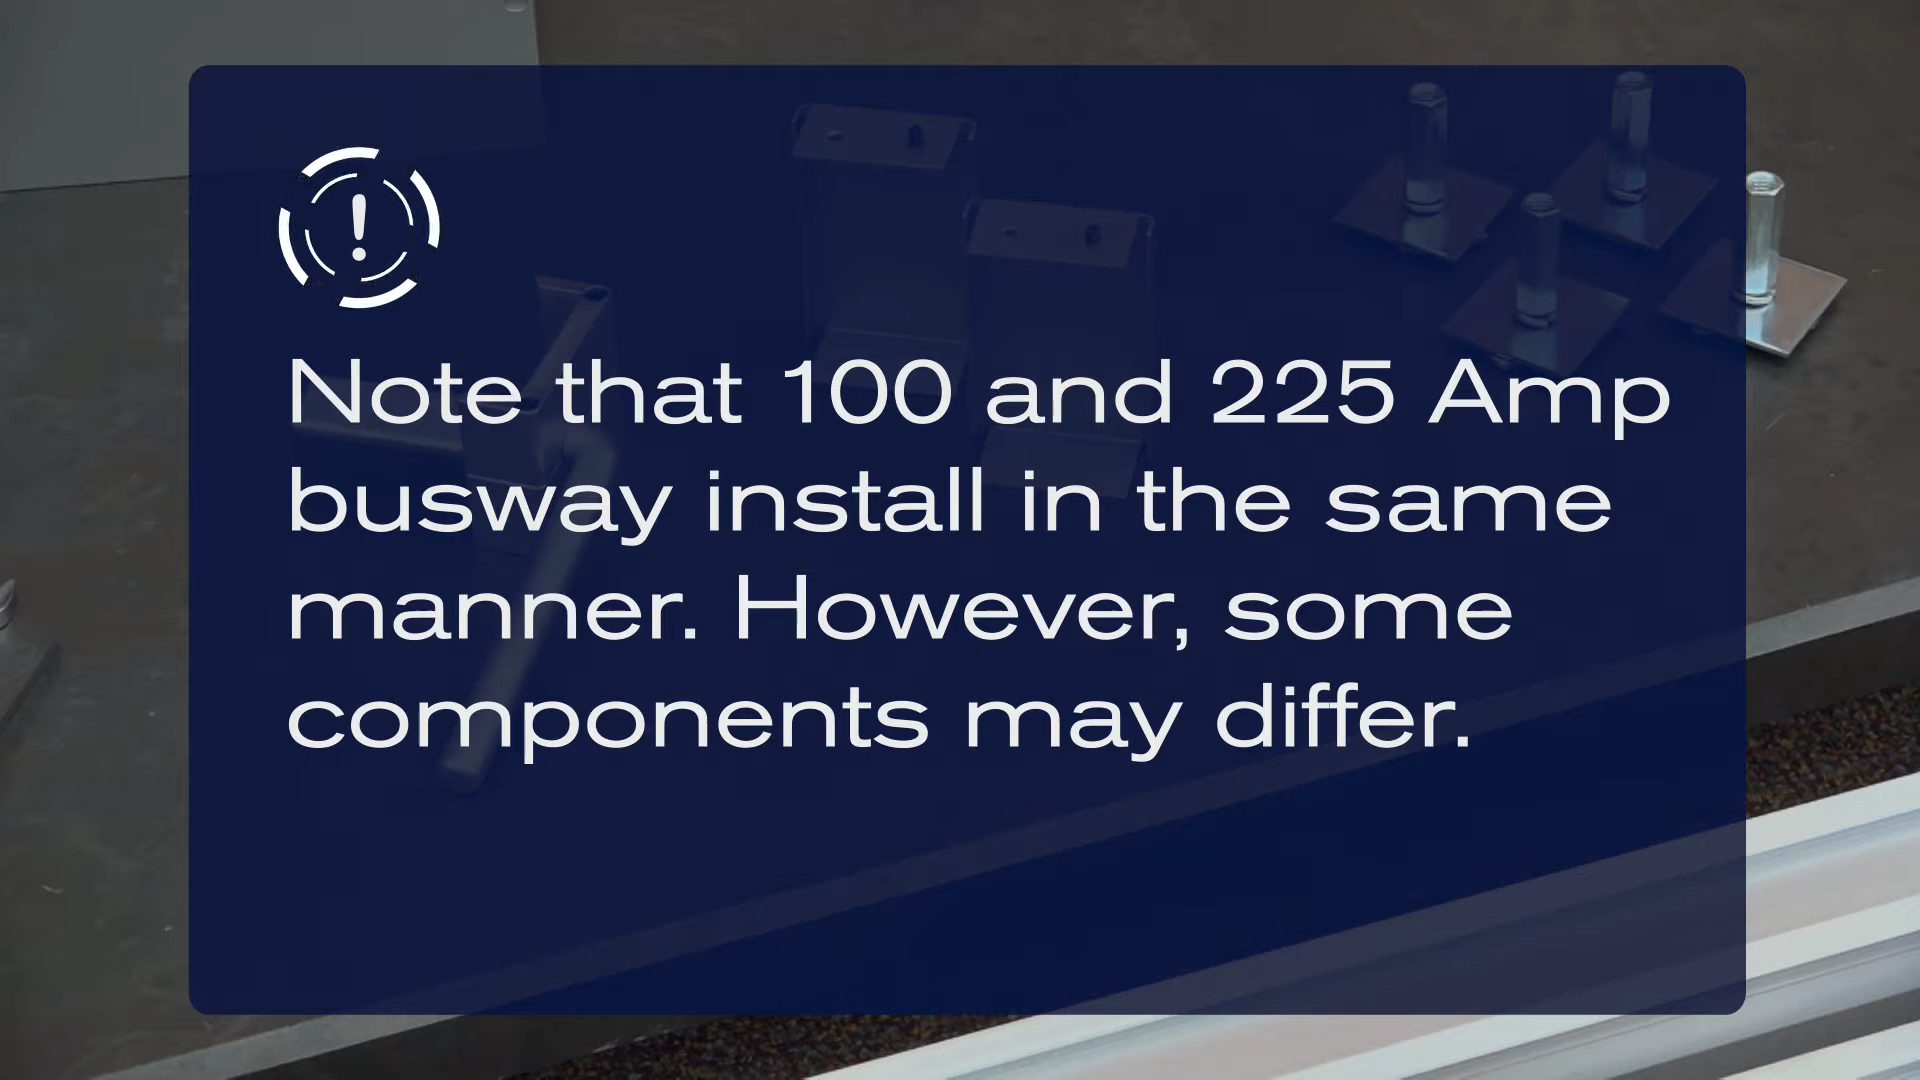 Note that 100 and 225 Amp
busway install in the same
manner. However, some
components may differ.